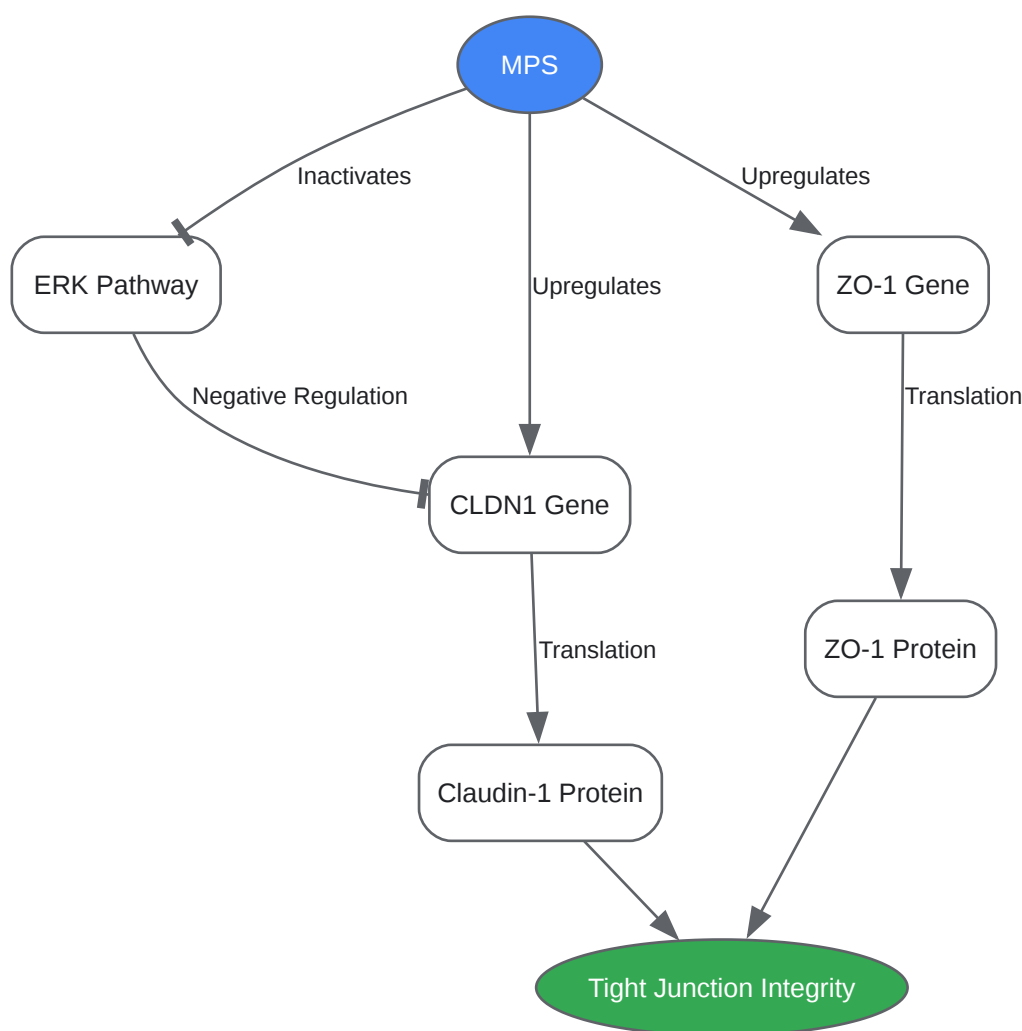 MPS
Inactivates
Upregulates
ERK Pathway
Upregulates
ZO-1 Gene
Negative Regulation
Translation
CLDN1 Gene
Translation
ZO-1 Protein
Claudin-1 Protein
Tight Junction Integrity